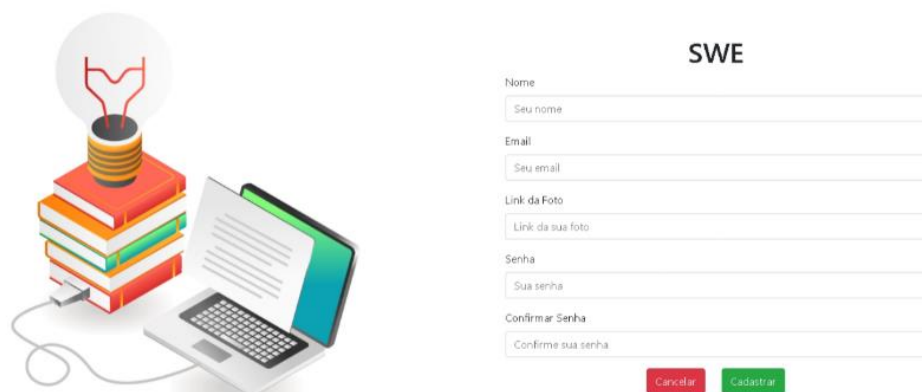 SWE
Nome
Seu nome
Email
Seu email
Link da Foto
Link da sua foto
Senha
Sua senha
Confirmar Senha
Confirme sua senha
Cancelar
Cadastrar